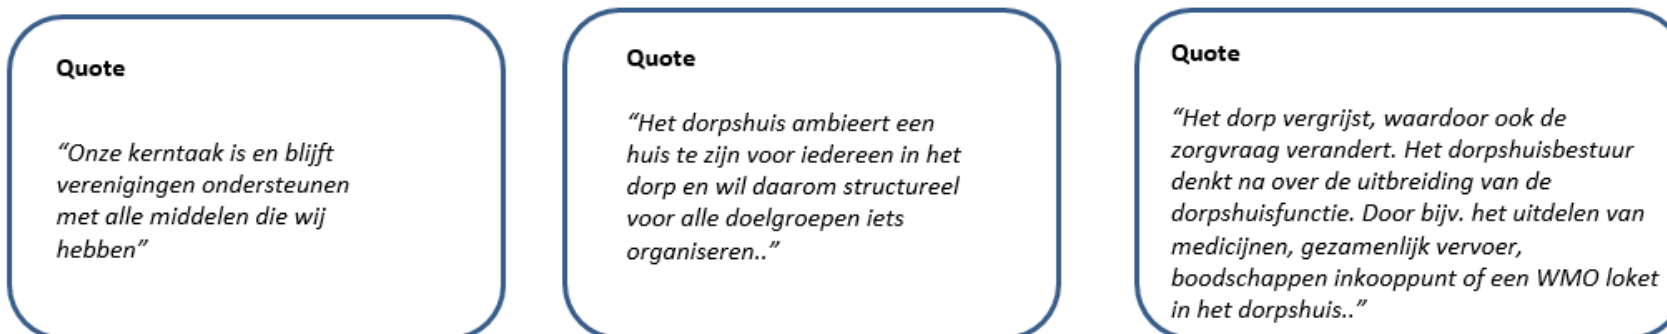 Quote
“Onze kerntaak is en blijft
verenigingen ondersteunen
met alle middelen die wij
hebben”
Quote
“Het dorpshuis ambieert een
huis te zijn voor iedereen in het
dorp en wil daarom structureel
voor alle doelgroepen iets
organiseren..”
Quote
“Het dorp vergrijst, waardoor ook de
zorgvraag verandert. Het dorpshuisbestuur
denkt na over de uitbreiding van de
dorpshuisfunctie. Door bijv. het uitdelen van
medicijnen, gezamenlijk vervoer,
boodschappen inkooppunt of een WMO loket
in het dorpshuis..”